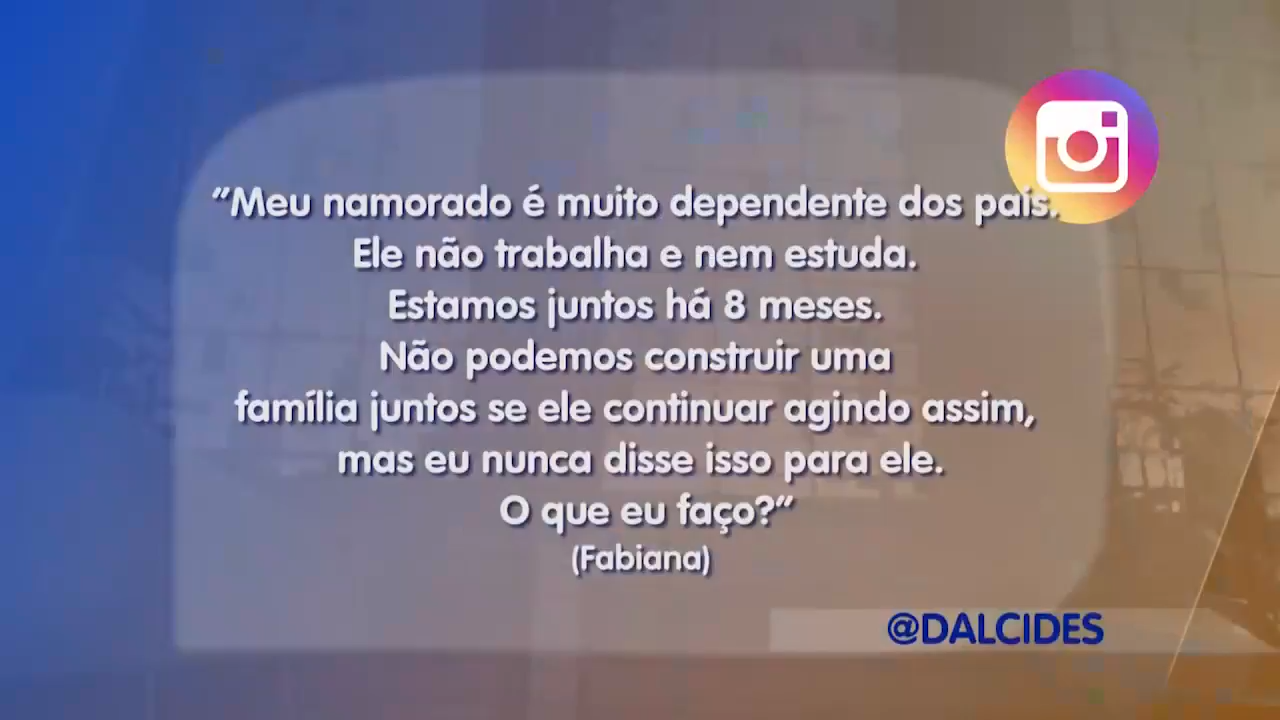 “Meu namorado é muito dependente dos pais.
Ele não trabalha e nem estuda.
Estamos juntos há 8 meses.
Não podemos construir uma
família juntos se ele continuar agindo assim,
mas eu nunca disse isso para ele.
O que eu faço?”
(Fabiana)
@DALCIDES